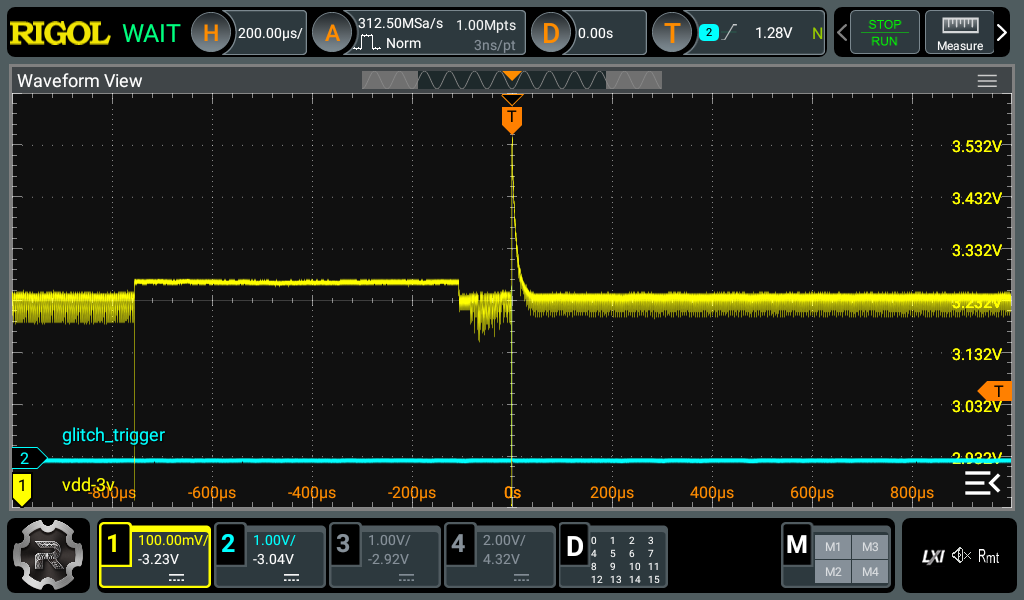 RIGOL WAIT H 200.00µs/ A 312.50MSa/s 1.00Mpts Norm 3ns/pt D 0.00s T 2 1.28V N STOP RUN Measure
Waveform View
T
3.532V
3.432V
3.332V
3.232V
3.132V
T
3.032V
glitch_trigger
2 2.932V
1 vdd-3v
-800µs -600µs -400µs -200µs 0s 200µs 400µs 600µs 800µs
1 100.00mV/ 2 1.00V/ 3 1.00V/ 4 2.00V/ D 0 1 2 3 M M1 M3
-3.23V -3.04V -2.92V 4.32V 4 5 6 7 LXI Rmt
8 9 10 11 M2 M4
12 13 14 15